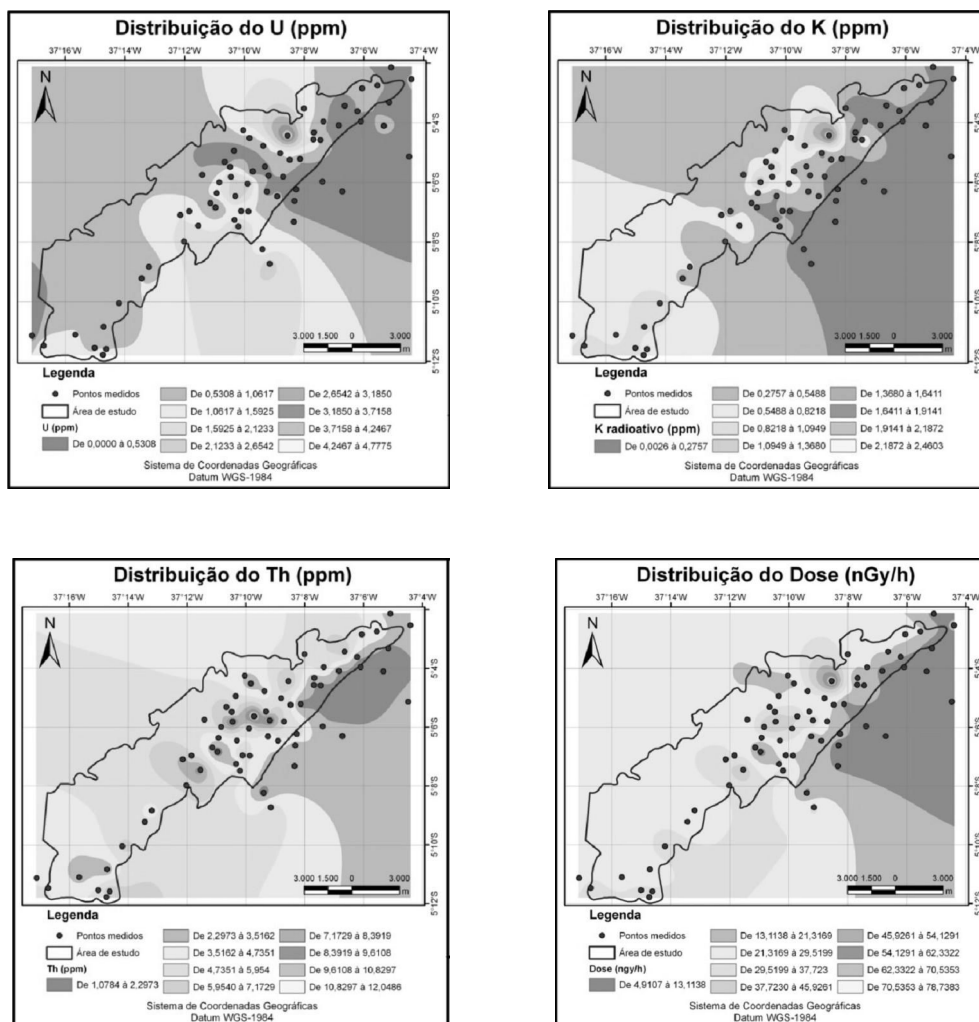 Distribuição do U (ppm)
37°16'W 37°14'W 37°12'W 37°10'W 37°8'W 37°6'W 37°4'W
N
5°4'S
5°6'S
5°8'S
5°10'S
5°12'S
3.000 1.500 0 3.000
m
Legenda
Pontos medidos
Área de estudo
U (ppm)
De 0,0000 à 0,5308
De 0,5308 à 1,0617
De 1,0617 à 1,5925
De 1,5925 à 2,1233
De 2,1233 à 2,6542
De 2,6542 à 3,1850
De 3,1850 à 3,7158
De 3,7158 à 4,2467
De 4,2467 à 4,7775
Sistema de Coordenadas Geográficas
Datum WGS-1984
Distribuição do K (ppm)
37°16'W 37°14'W 37°12'W 37°10'W 37°8'W 37°6'W 37°4'W
N
5°4'S
5°6'S
5°8'S
5°10'S
5°12'S
3.000 1.500 0 3.000
m
Legenda
Pontos medidos
Área de estudo
K radioativo (ppm)
De 0,0026 à 0,2757
De 0,2757 à 0,5488
De 0,5488 à 0,8218
De 0,8218 à 1,0949
De 1,0949 à 1,3680
De 1,3680 à 1,6411
De 1,6411 à 1,9141
De 1,9141 à 2,1872
De 2,1872 à 2,4603
Sistema de Coordenadas Geográficas
Datum WGS-1984
Distribuição do Th (ppm)
37°16'W 37°14'W 37°12'W 37°10'W 37°8'W 37°6'W 37°4'W
N
5°4'S
5°6'S
5°8'S
5°10'S
5°12'S
3.000 1.500 0 3.000
m
Legenda
Pontos medidos
Área de estudo
Th (ppm)
De 1,0784 à 2,2973
De 2,2973 à 3,5162
De 3,5162 à 4,7351
De 4,7351 à 5,954
De 5,9540 à 7,1729
De 7,1729 à 8,3919
De 8,3919 à 9,6108
De 9,6108 à 10,8297
De 10,8297 à 12,0486
Sistema de Coordenadas Geográficas
Datum WGS-1984
Distribuição do Dose (nGy/h)
37°16'W 37°14'W 37°12'W 37°10'W 37°8'W 37°6'W 37°4'W
N
5°4'S
5°6'S
5°8'S
5°10'S
5°12'S
3.000 1.500 0 3.000
m
Legenda
Pontos medidos
Área de estudo
Dose (ngy/h)
De 4,9107 à 13,1138
De 13,1138 à 21,3169
De 21,3169 à 29,5199
De 29,5199 à 37,723
De 37,7230 à 45,9261
De 45,9261 à 54,1291
De 54,1291 à 62,3322
De 62,3322 à 70,5353
De 70,5353 à 78,7383
Sistema de Coordenadas Geográficas
Datum WGS-1984